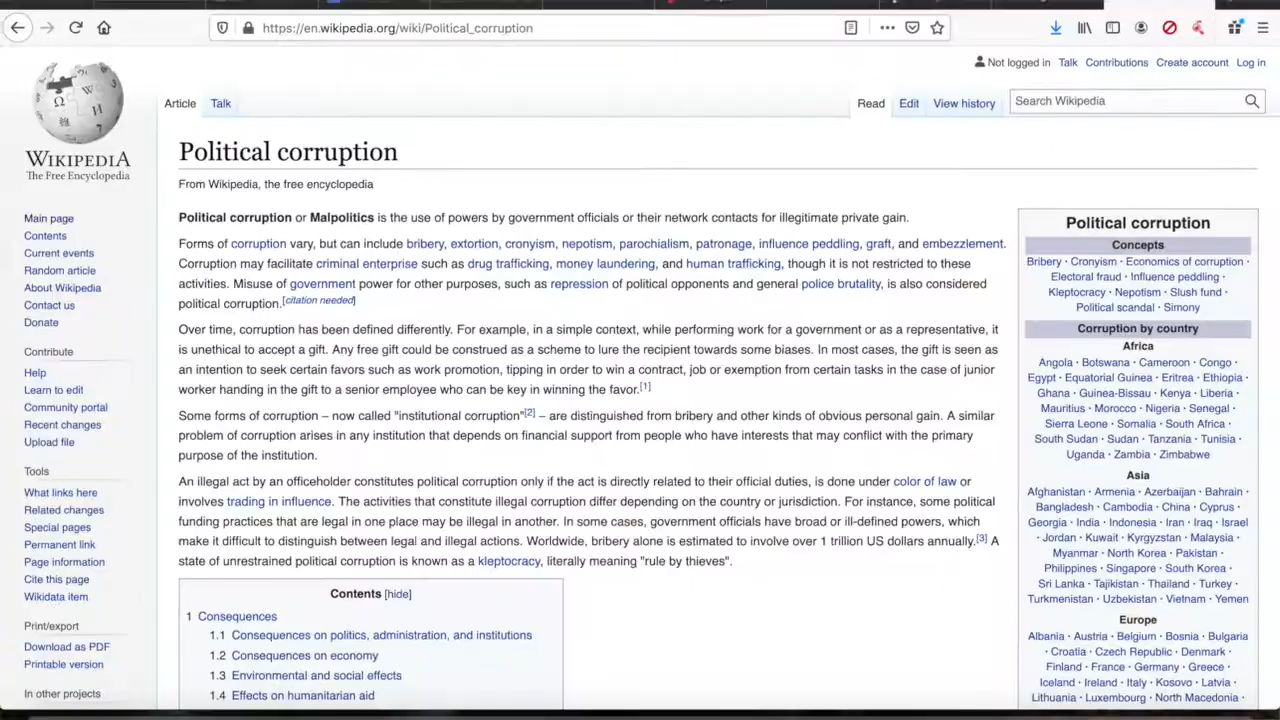 https://en.wikipedia.org/wiki/Political_corruption
Not logged in Talk Contributions Create account Log in
Article Talk Read Edit View history Search Wikipedia
WIKIPEDIA
The Free Encyclopedia
Main page
Contents
Current events
Random article
About Wikipedia
Contact us
Donate
Contribute
Help
Learn to edit
Community portal
Recent changes
Upload file
Tools
What links here
Related changes
Special pages
Permanent link
Page information
Cite this page
Wikidata item
Print/export
Download as PDF
Printable version
In other projects
Political corruption
From Wikipedia, the free encyclopedia
Political corruption or Malpolitics is the use of powers by government officials or their network contacts for illegitimate private gain.
Forms of corruption vary, but can include bribery, extortion, cronyism, nepotism, parochialism, patronage, influence peddling, graft, and embezzlement.
Corruption may facilitate criminal enterprise such as drug trafficking, money laundering, and human trafficking, though it is not restricted to these
activities. Misuse of government power for other purposes, such as repression of political opponents and general police brutality, is also considered
political corruption.[citation needed]
Over time, corruption has been defined differently. For example, in a simple context, while performing work for a government or as a representative, it
is unethical to accept a gift. Any free gift could be construed as a scheme to lure the recipient towards some biases. In most cases, the gift is seen as
an intention to seek certain favors such as work promotion, tipping in order to win a contract, job or exemption from certain tasks in the case of junior
worker handing in the gift to a senior employee who can be key in winning the favor.[1]
Some forms of corruption – now called "institutional corruption"[2] – are distinguished from bribery and other kinds of obvious personal gain. A similar
problem of corruption arises in any institution that depends on financial support from people who have interests that may conflict with the primary
purpose of the institution.
An illegal act by an officeholder constitutes political corruption only if the act is directly related to their official duties, is done under color of law or
involves trading in influence. The activities that constitute illegal corruption differ depending on the country or jurisdiction. For instance, some political
funding practices that are legal in one place may be illegal in another. In some cases, government officials have broad or ill-defined powers, which
make it difficult to distinguish between legal and illegal actions. Worldwide, bribery alone is estimated to involve over 1 trillion US dollars annually.[3] A
state of unrestrained political corruption is known as a kleptocracy, literally meaning "rule by thieves".
Contents [hide]
1 Consequences
1.1 Consequences on politics, administration, and institutions
1.2 Consequences on economy
1.3 Environmental and social effects
1.4 Effects on humanitarian aid
Political corruption
Concepts
Bribery · Cronyism · Economics of corruption ·
Electoral fraud · Influence peddling ·
Kleptocracy · Nepotism · Slush fund ·
Political scandal · Simony
Corruption by country
Africa
Angola · Botswana · Cameroon · Congo ·
Egypt · Equatorial Guinea · Eritrea · Ethiopia ·
Ghana · Guinea-Bissau · Kenya · Liberia ·
Mauritius · Morocco · Nigeria · Senegal ·
Sierra Leone · Somalia · South Africa ·
South Sudan · Sudan · Tanzania · Tunisia ·
Uganda · Zambia · Zimbabwe
Asia
Afghanistan · Armenia · Azerbaijan · Bahrain ·
Bangladesh · Cambodia · China · Cyprus ·
Georgia · India · Indonesia · Iran · Iraq · Israel
· Jordan · Kuwait · Kyrgyzstan · Malaysia ·
Myanmar · North Korea · Pakistan ·
Philippines · Singapore · South Korea ·
Sri Lanka · Tajikistan · Thailand · Turkey ·
Turkmenistan · Uzbekistan · Vietnam · Yemen
Europe
Albania · Austria · Belgium · Bosnia · Bulgaria
· Croatia · Czech Republic · Denmark ·
Finland · France · Germany · Greece ·
Iceland · Ireland · Italy · Kosovo · Latvia ·
Lithuania · Luxembourg · North Macedonia ·